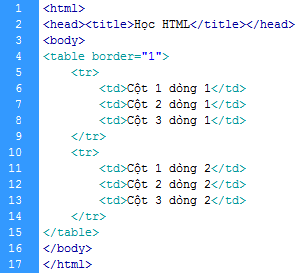 1 <html>
2 <head><title>Học HTML</title></head>
3 <body>
4 <table border="1">
5 <tr>
6 <td>Cột 1 dòng 1</td>
7 <td>Cột 2 dòng 1</td>
8 <td>Cột 3 dòng 1</td>
9 </tr>
10 <tr>
11 <td>Cột 1 dòng 2</td>
12 <td>Cột 2 dòng 2</td>
13 <td>Cột 3 dòng 2</td>
14 </tr>
15 </table>
16 </body>
17 </html>